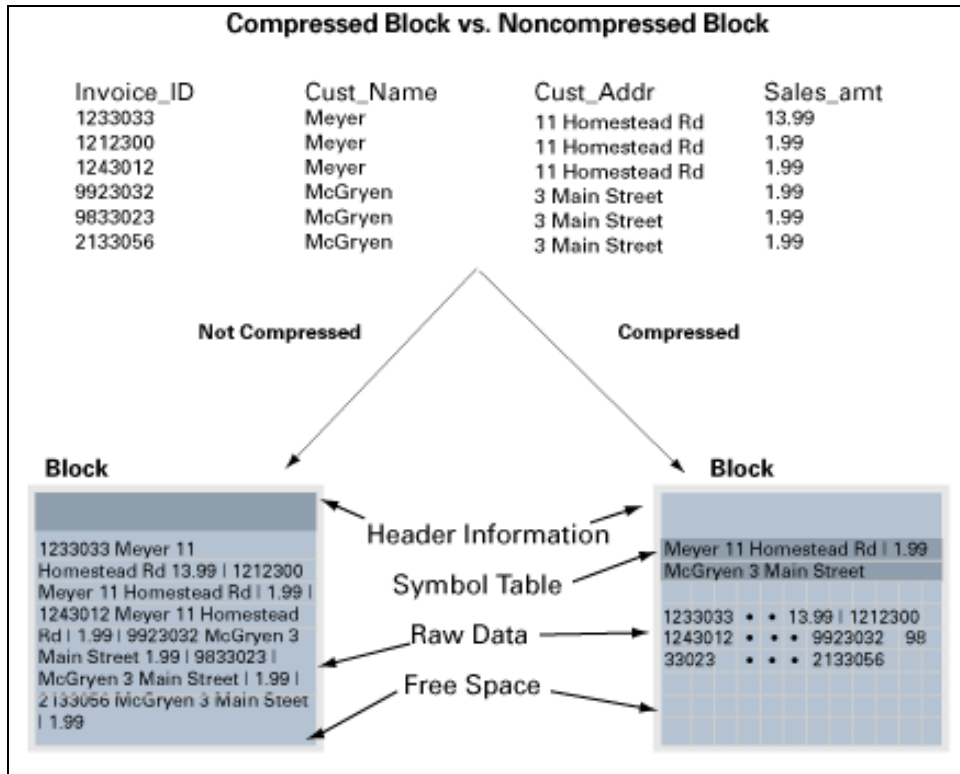 Compressed Block vs. Noncompressed Block
Invoice_ID Cust_Name Cust_Addr Sales_amt
1233033 Meyer 11 Homestead Rd 13.99
1212300 Meyer 11 Homestead Rd 1.99
1243012 Meyer 11 Homestead Rd 1.99
9923032 McGryen 3 Main Street 1.99
9833023 McGryen 3 Main Street 1.99
2133056 McGryen 3 Main Street 1.99
Not Compressed Compressed
Block
1233033 Meyer 11
Homestead Rd 13.99 | 1212300
Meyer 11 Homestead Rd | 1.99 |
1243012 Meyer 11 Homestead
Rd | 1.99 | 9923032 McGryen 3
Main Street 1.99 | 9833023 |
McGryen 3 Main Street | 1.99 |
2133056 McGryen 3 Main Steet
| 1.99
Header Information
Symbol Table
Raw Data
Free Space
Block
Meyer 11 Homestead Rd | 1.99
McGryen 3 Main Street
1233033 • • 13.99 | 1212300
1243012 • • • 9923032 98
33023 • • • 2133056